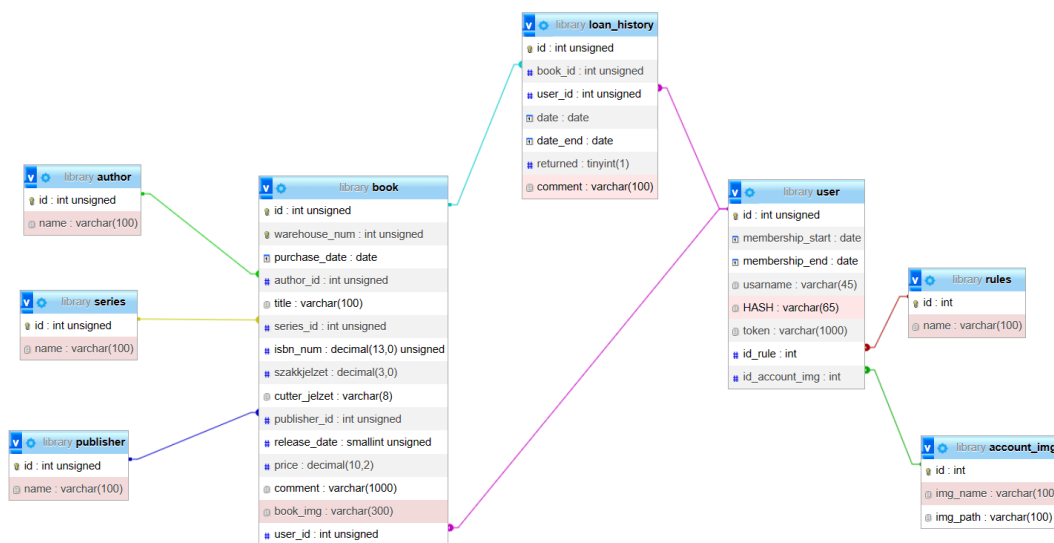 library loan_history
id : int unsigned
book_id : int unsigned
user_id : int unsigned
date : date
date_end : date
returned : tinyint(1)
comment : varchar(100)
library author
id : int unsigned
name : varchar(100)
library series
id : int unsigned
name : varchar(100)
library publisher
id : int unsigned
name : varchar(100)
library book
id : int unsigned
warehouse_num : int unsigned
purchase_date : date
author_id : int unsigned
title : varchar(100)
series_id : int unsigned
isbn_num : decimal(13,0) unsigned
szakkjelzet : decimal(3,0)
cutter_jelzet : varchar(8)
publisher_id : int unsigned
release_date : smallint unsigned
price : decimal(10,2)
comment : varchar(1000)
book_img : varchar(300)
user_id : int unsigned
library user
id : int unsigned
membership_start : date
membership_end : date
usarname : varchar(45)
HASH : varchar(65)
token : varchar(1000)
id_rule : int
id_account_img : int
library rules
id : int
name : varchar(100)
library account_img
id : int
img_name : varchar(100
img_path : varchar(100)